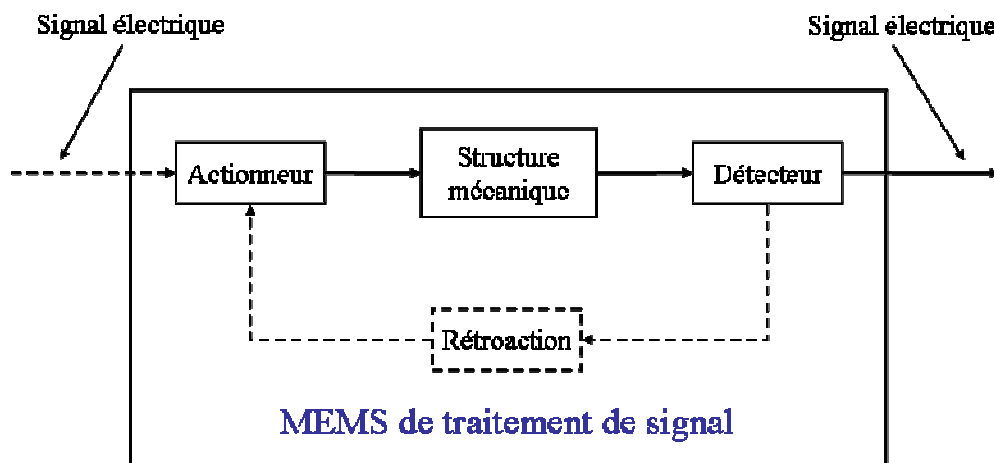 Signal électrique
Signal électrique
Actionneur
Structure
mécanique
Détecteur
Rétroaction
MEMS de traitement de signal